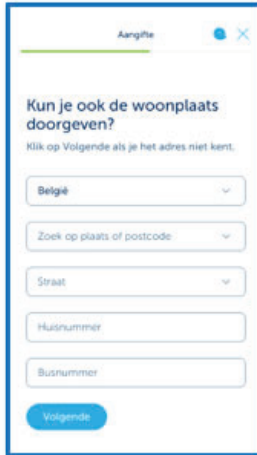 Aangifte
Kun je ook de woonplaats
doorgeven?
Klik op Volgende als je het adres niet kent.
België
Zoek op plaats of postcode
Straat
Huisnummer
Busnummer
Volgende